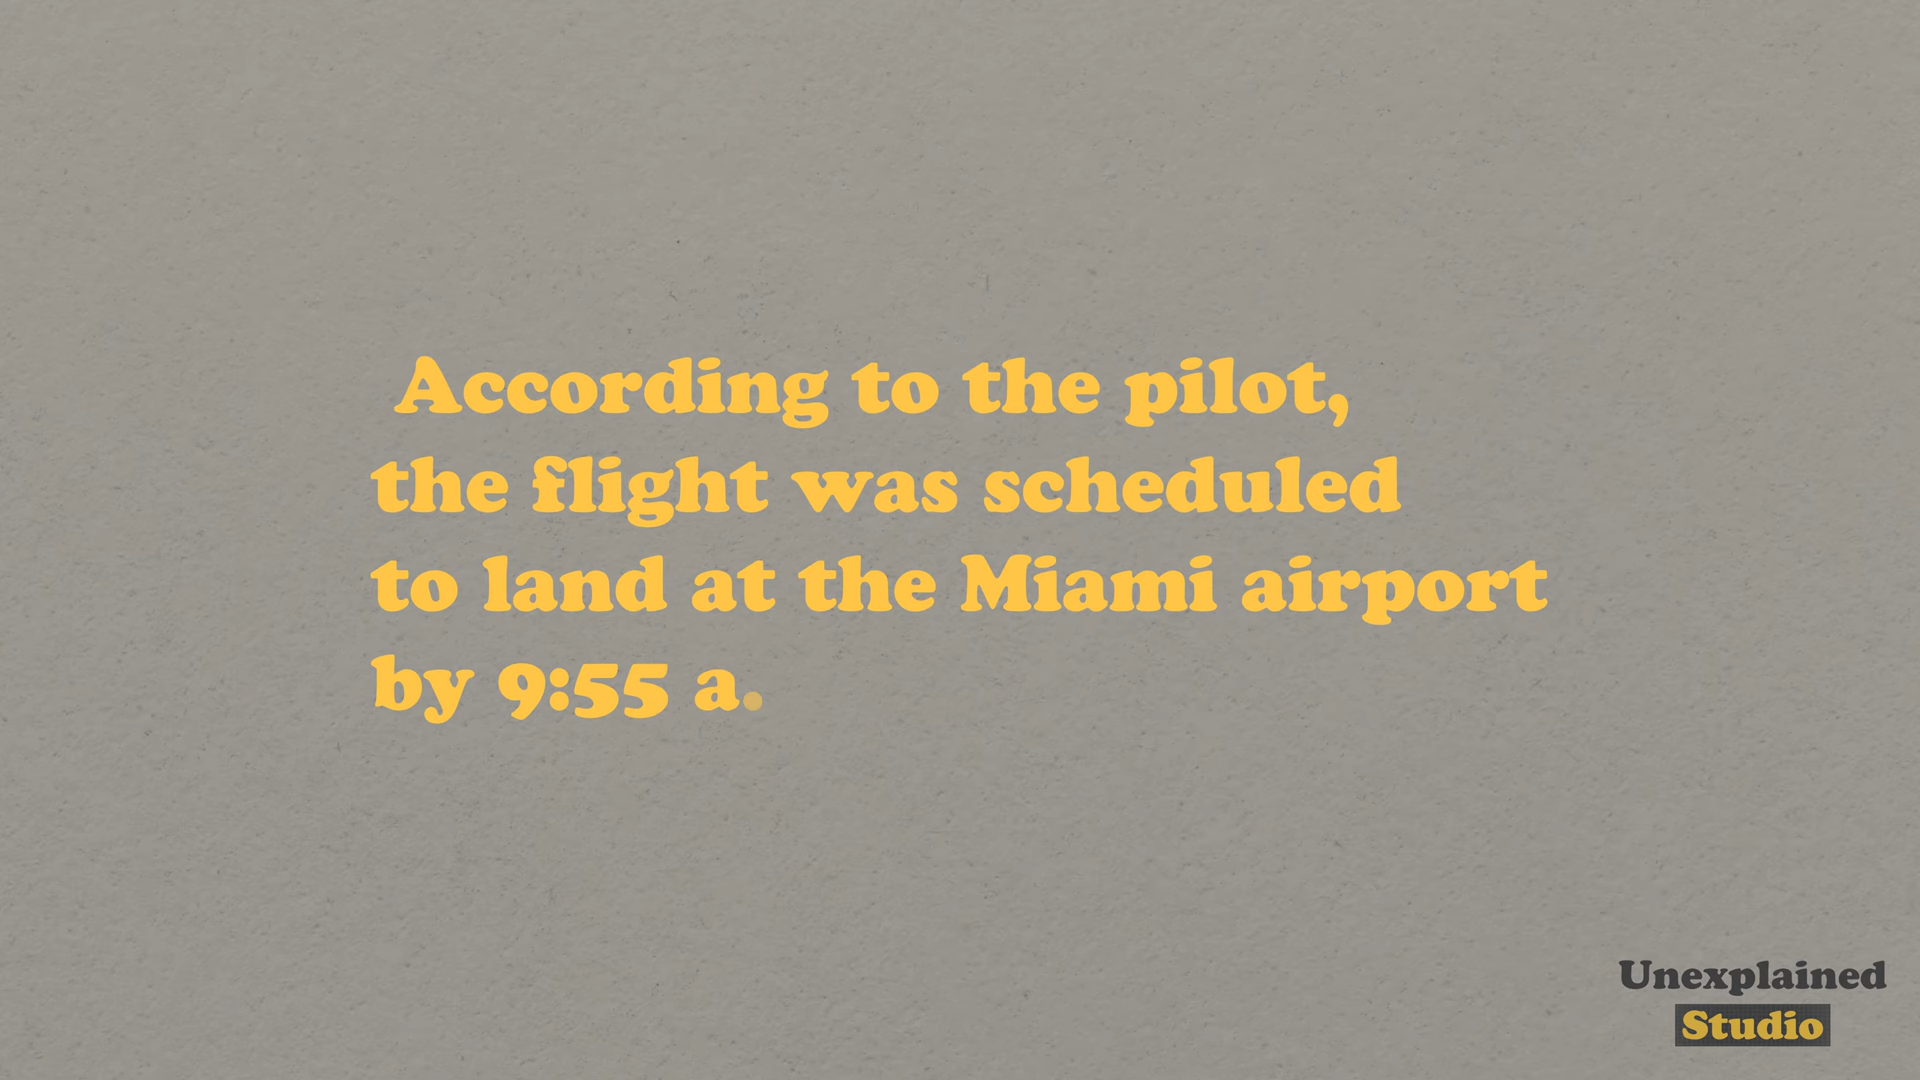 According to the pilot,
the flight was scheduled
to land at the Miami airport
by 9:55 a.
Unexplained
Studio